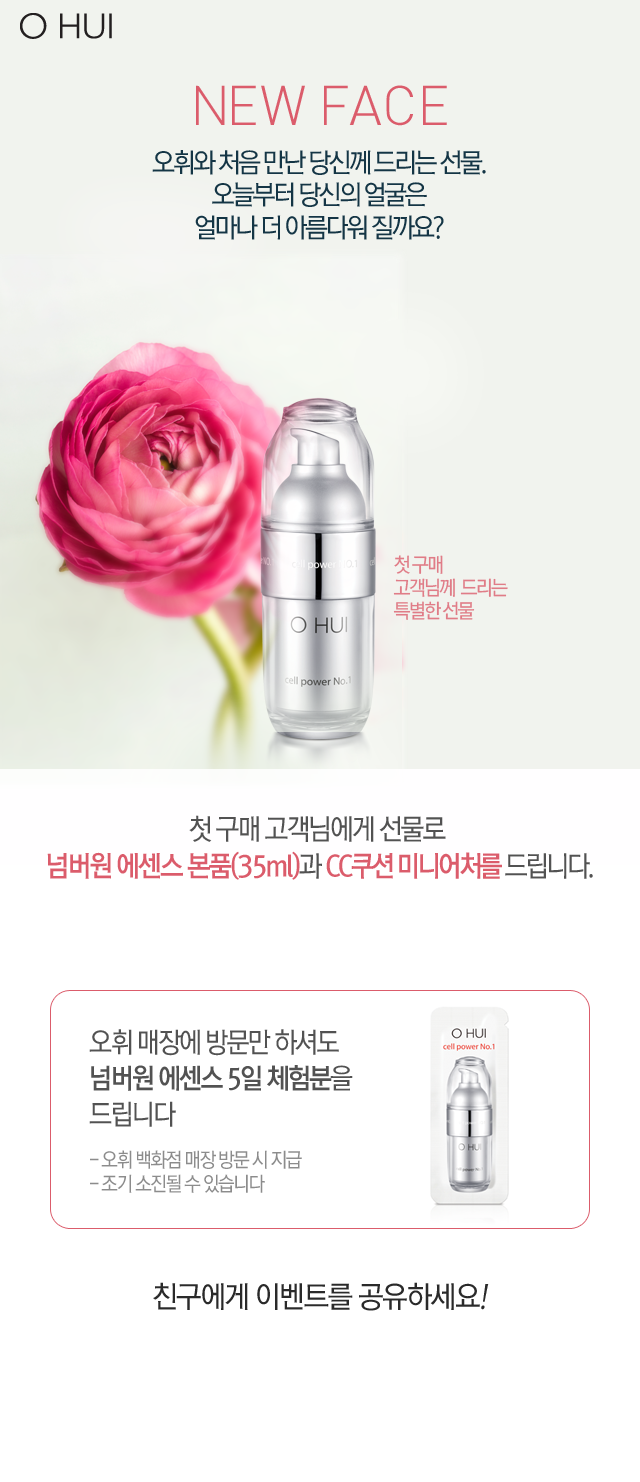 O HUI
NEW FACE
오휘와 처음 만난 당신께 드리는 선물.
오늘부터 당신의 얼굴은
얼마나 더 아름다워 질까요?
첫 구매
고객님께 드리는
특별한 선물
cell power No.1
O HUI
cell power No.1
첫 구매 고객님에게 선물로
넘버원 에센스 본품(35ml)과 CC쿠션 미니어처를 드립니다.
오휘 매장에 방문만 하셔도
넘버원 에센스 5일 체험분을
드립니다
- 오휘 백화점 매장 방문 시 지급
- 조기 소진될 수 있습니다
O HUI
cell power No.1
O HUI
친구에게 이벤트를 공유하세요!